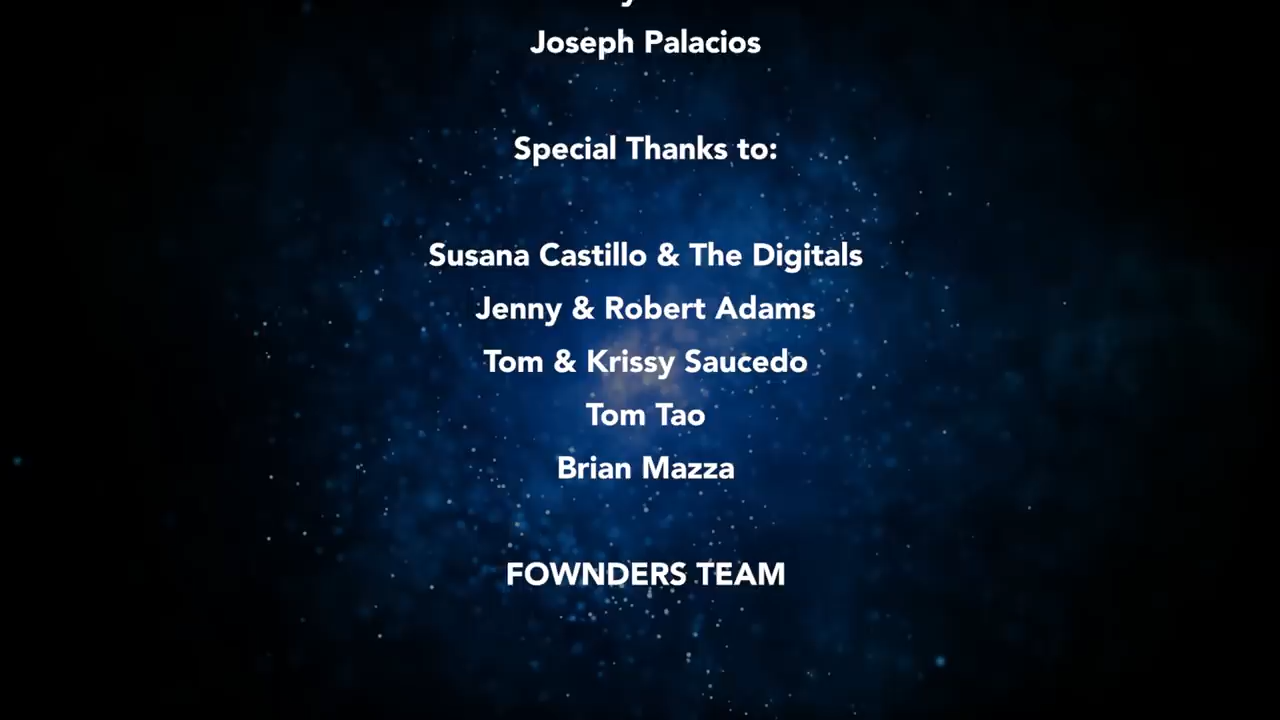 Joseph Palacios
Special Thanks to:
Susana Castillo & The Digitals
Jenny & Robert Adams
Tom & Krissy Saucedo
Tom Tao
Brian Mazza
FOWNDERS TEAM